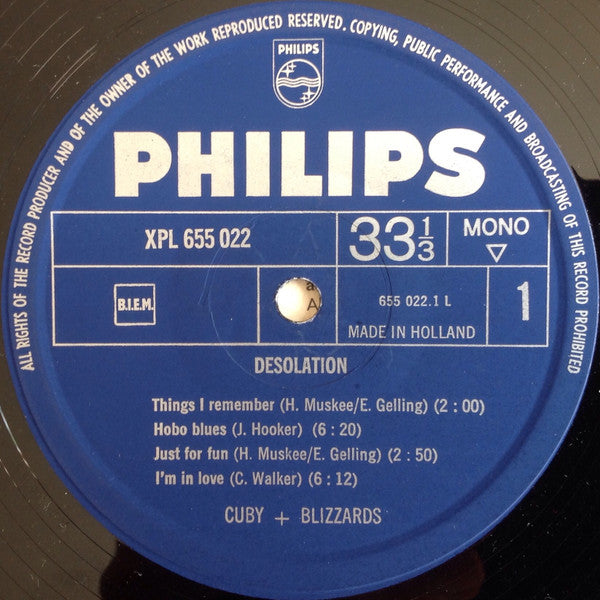 ALL RIGHTS OF THE RECORD PRODUCER AND OF THE OWNER OF THE WORK REPRODUCED RESERVED. COPYING, PUBLIC PERFORMANCE AND BROADCASTING OF THIS RECORD PROHIBITED
PHILIPS
PHILIPS
XPL 655 022
33 1/3
MONO
B.I.E.M.
655 022.1 L
1
MADE IN HOLLAND
DESOLATION
Things I remember (H. Muskee/E. Gelling) (2 : 00)
Hobo blues (J. Hooker) (6 : 20)
Just for fun (H. Muskee/E. Gelling) (2 : 50)
I'm in love (C. Walker) (6 : 12)
CUBY + BLIZZARDS